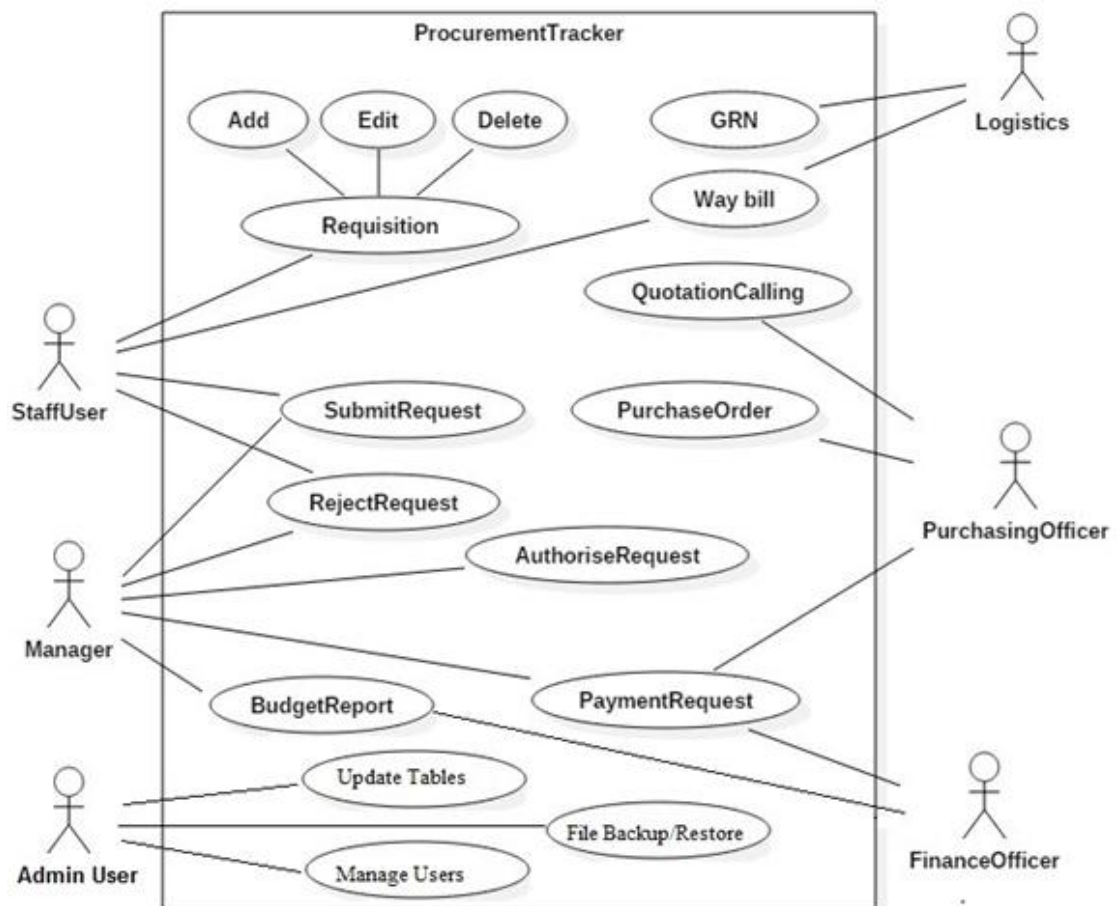 ProcurementTracker
Add
Edit
Delete
GRN
Logistics
Requisition
Way bill
QuotationCalling
StaffUser
SubmitRequest
PurchaseOrder
RejectRequest
PurchasingOfficer
AuthoriseRequest
Manager
BudgetReport
PaymentRequest
Update Tables
File Backup/Restore
Admin User
Manage Users
FinanceOfficer